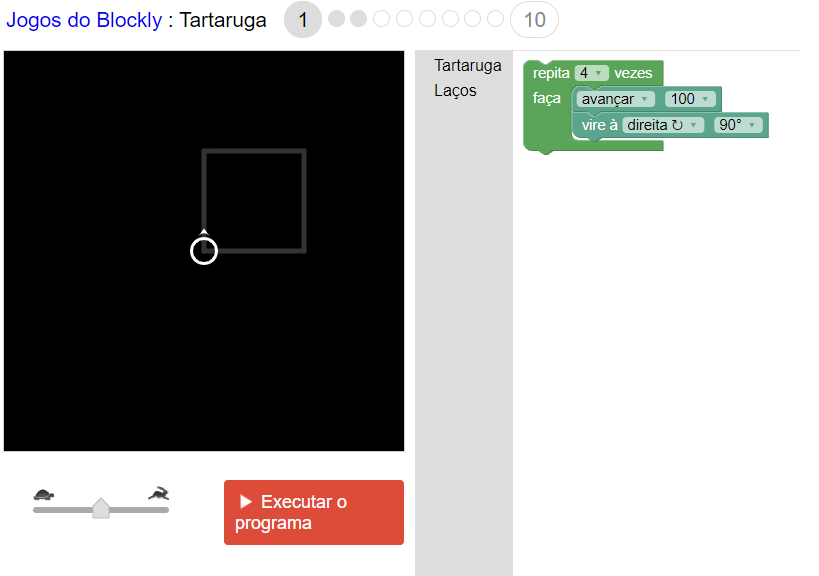 Jogos do Blockly : Tartaruga 1 10
Tartaruga
Laços
repita 4 vezes
faça avançar 100
vire à direita ↻ 90°
Executar o
programa